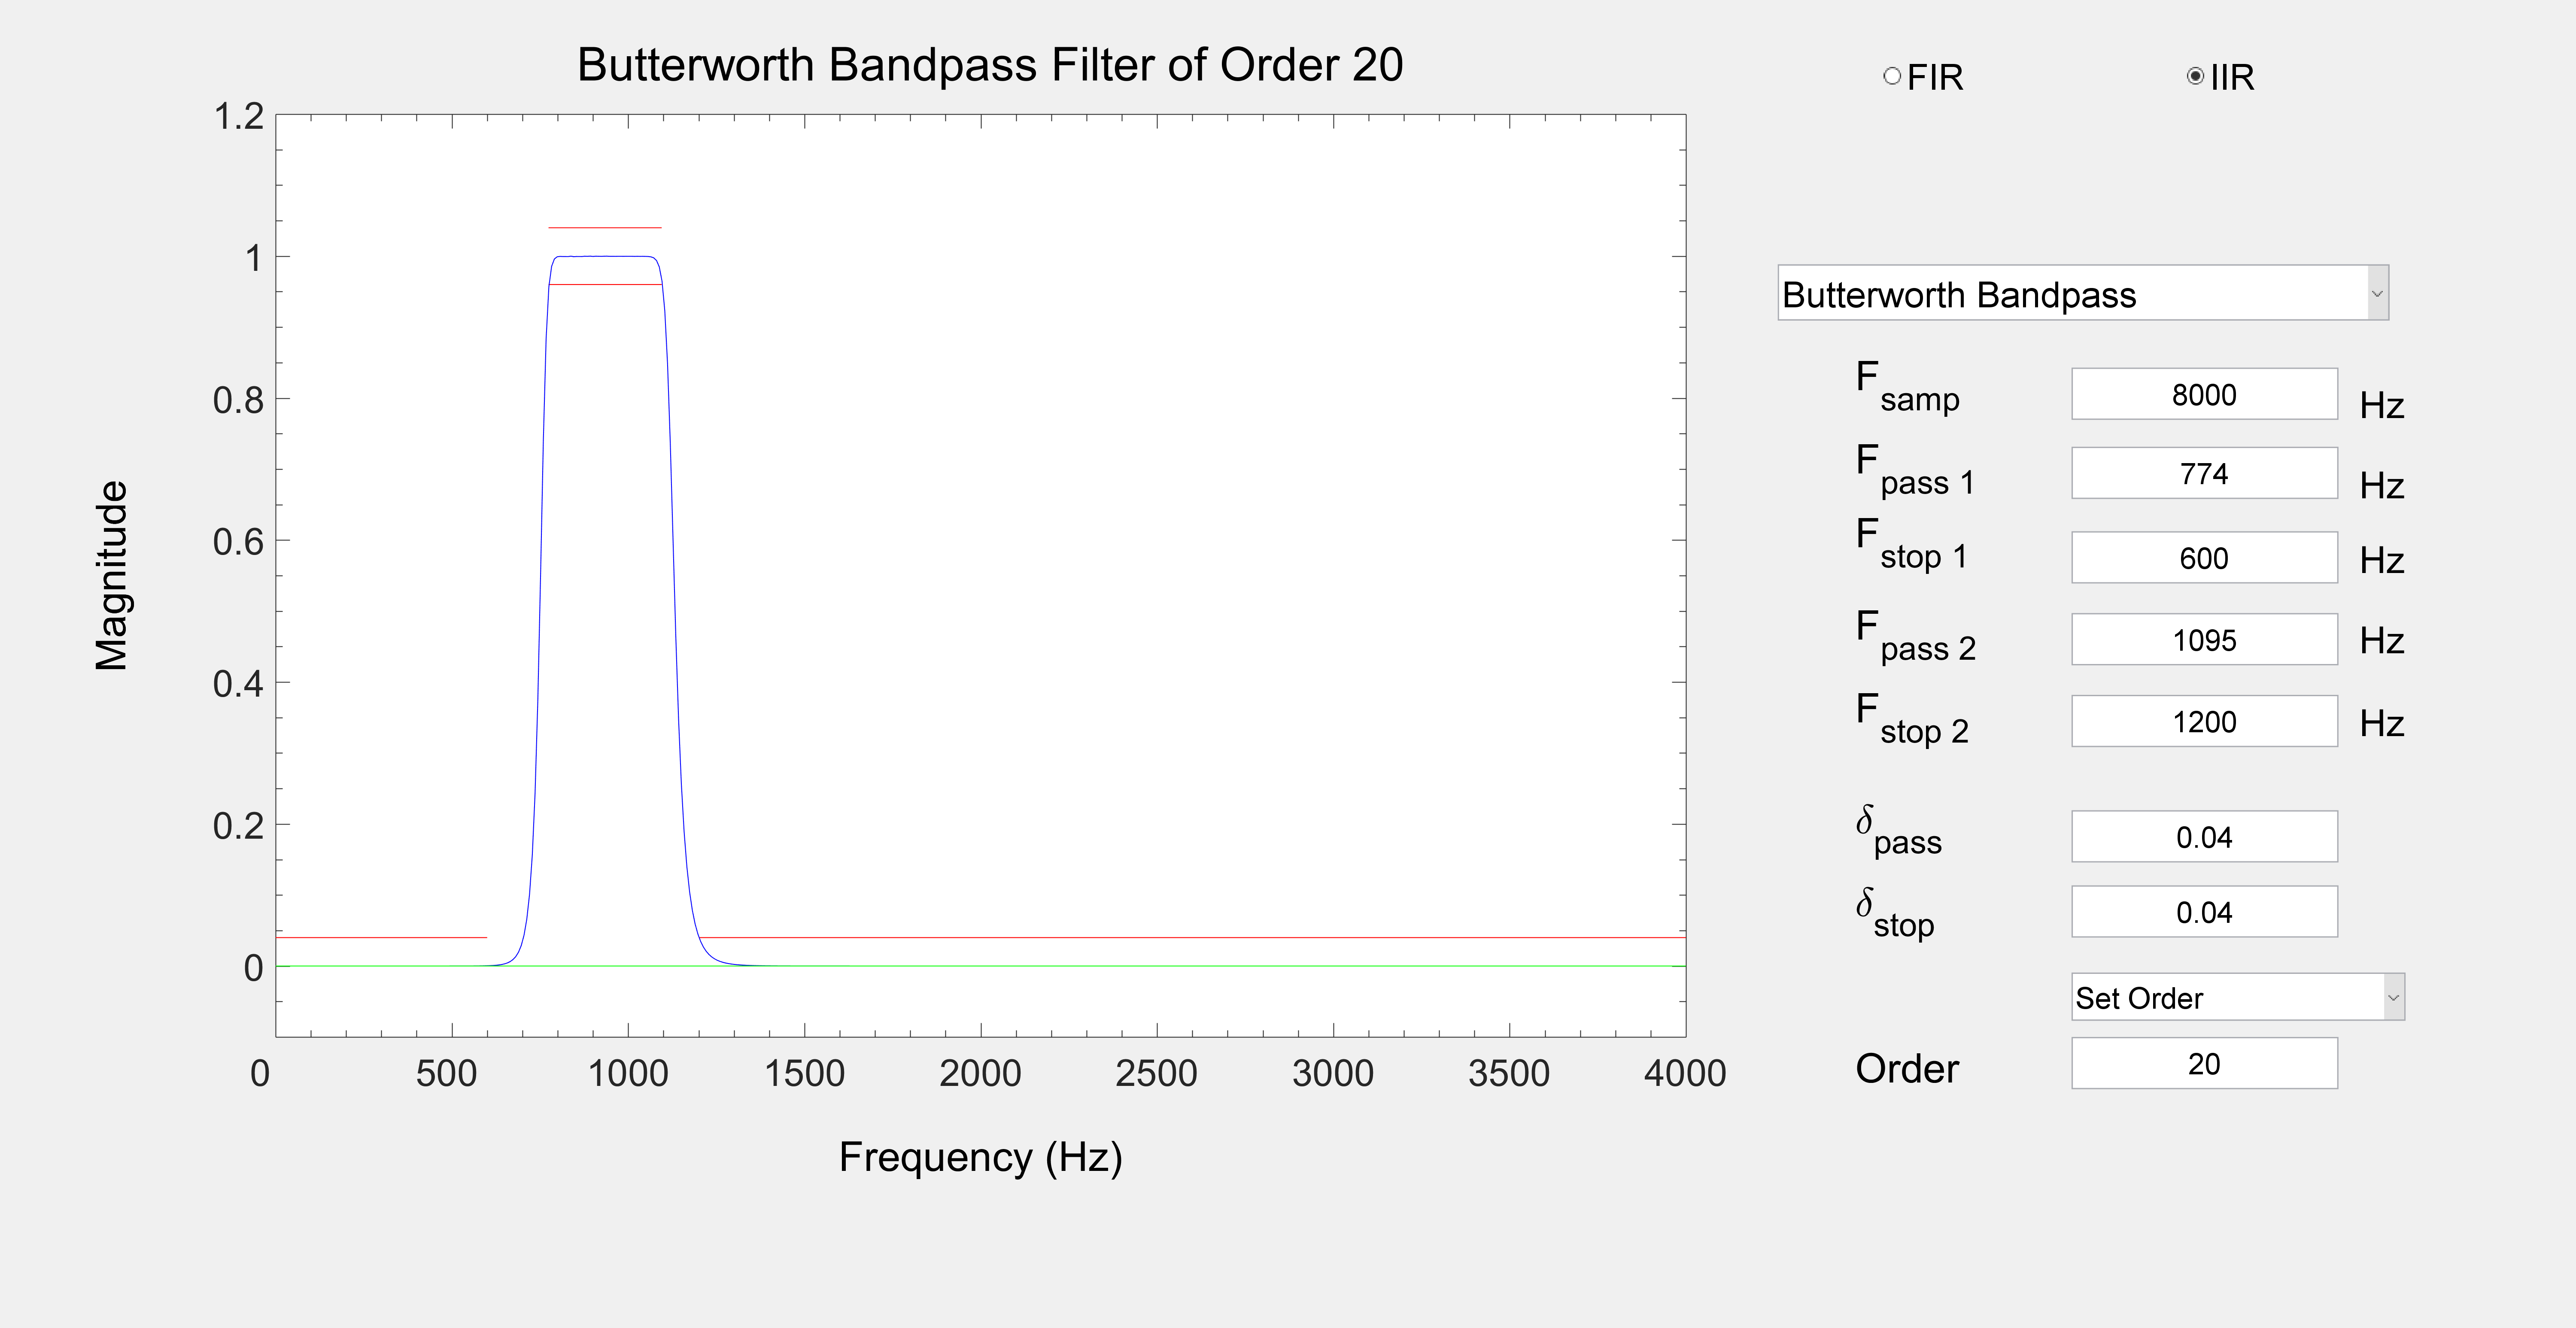 Butterworth Bandpass Filter of Order 20
1.2
1
0.8
0.6
0.4
0.2
0
Magnitude
0 500 1000 1500 2000 2500 3000 3500 4000
Frequency (Hz)
FIR IIR
Butterworth Bandpass
F samp 8000 Hz
F pass 1 774 Hz
F stop 1 600 Hz
F pass 2 1095 Hz
F stop 2 1200 Hz
δ pass 0.04
δ stop 0.04
Set Order
Order 20